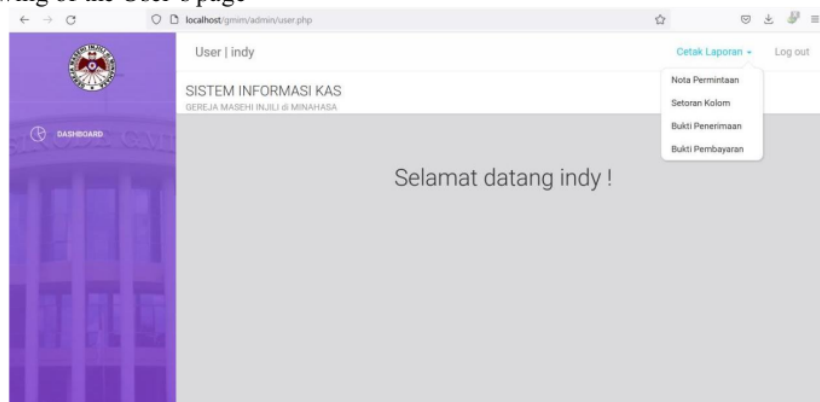 wing of the User's page
localhost/gmim/admin/user.php
User | indy
Cetak Laporan
Log out
SISTEM INFORMASI KAS
GEREJA MASEHI INJILI di MINAHASA
Nota Permintaan
Setoran Kolom
Bukti Penerimaan
Bukti Pembayaran
DASHBOARD
Selamat datang indy !